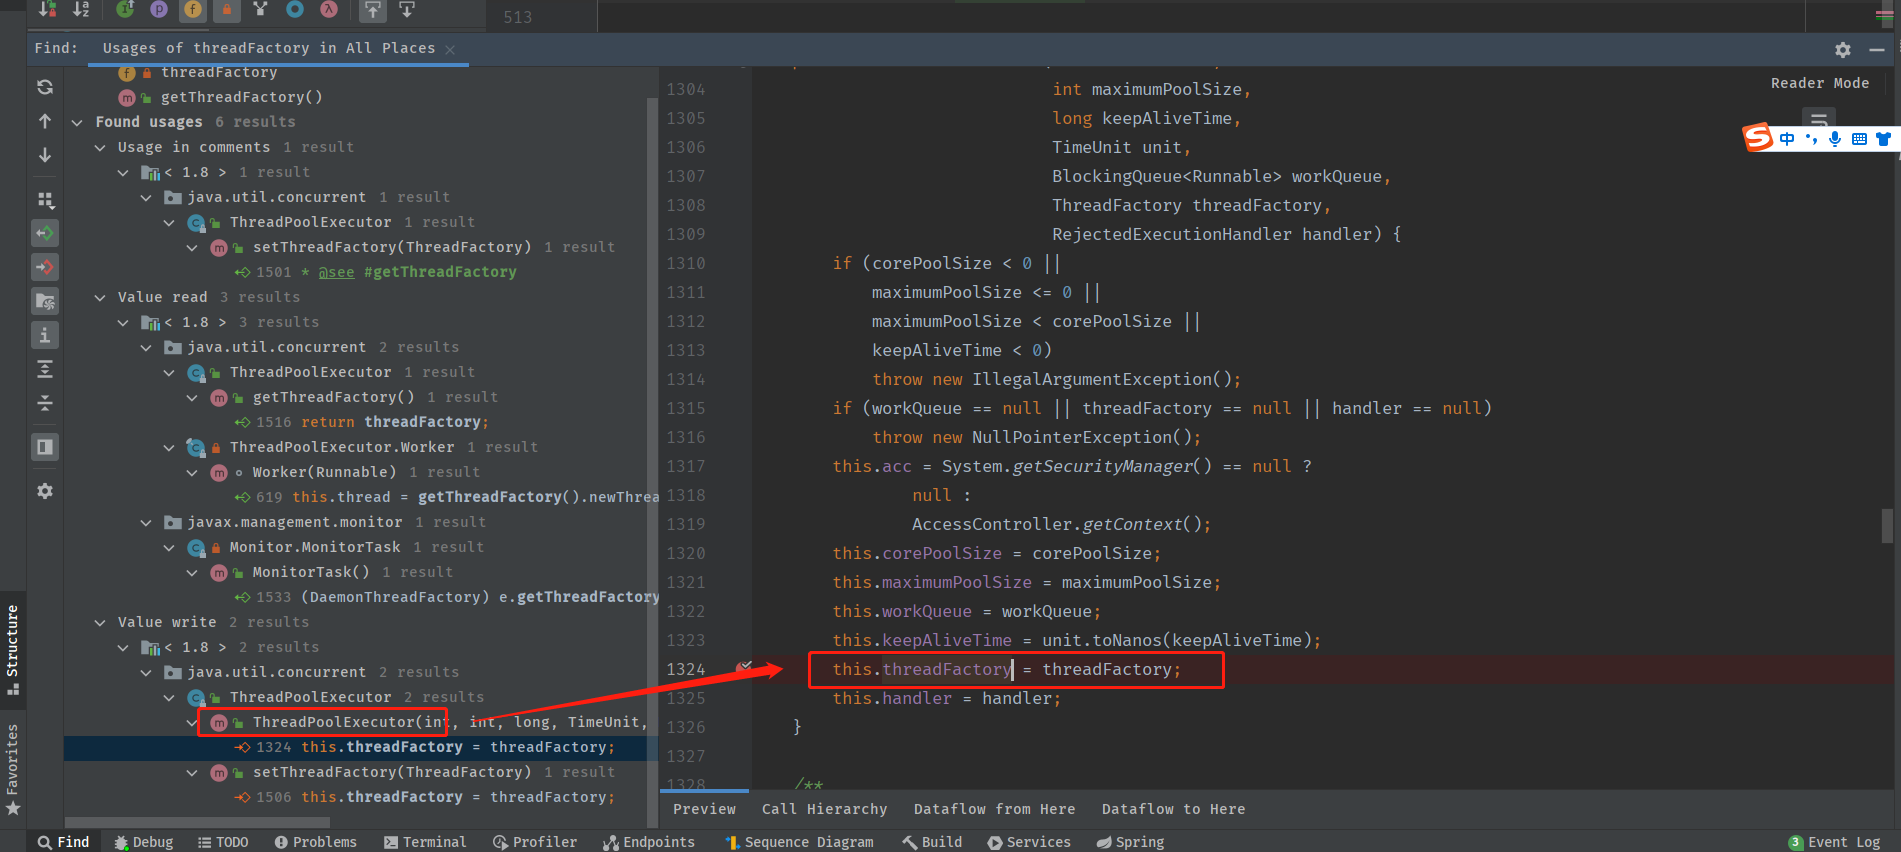 513
Find: Usages of threadFactory in All Places
threadFactory
getThreadFactory()
Found usages 6 results
Usage in comments 1 result
< 1.8 > 1 result
java.util.concurrent 1 result
ThreadPoolExecutor 1 result
setThreadFactory(ThreadFactory) 1 result
1501 * @see #getThreadFactory
Value read 3 results
< 1.8 > 3 results
java.util.concurrent 2 results
ThreadPoolExecutor 1 result
getThreadFactory() 1 result
1516 return threadFactory;
ThreadPoolExecutor.Worker 1 result
Worker(Runnable) 1 result
619 this.thread = getThreadFactory().newThrea
javax.management.monitor 1 result
Monitor.MonitorTask 1 result
MonitorTask() 1 result
1533 (DaemonThreadFactory) e.getThreadFactory
Value write 2 results
< 1.8 > 2 results
java.util.concurrent 2 results
ThreadPoolExecutor 2 results
ThreadPoolExecutor(int, int, long, TimeUnit,
1324 this.threadFactory = threadFactory;
setThreadFactory(ThreadFactory) 1 result
1506 this.threadFactory = threadFactory;
Structure
Favorites
Reader Mode
中
1304 int maximumPoolSize,
1305 long keepAliveTime,
1306 TimeUnit unit,
1307 BlockingQueue<Runnable> workQueue,
1308 ThreadFactory threadFactory,
1309 RejectedExecutionHandler handler) {
1310 if (corePoolSize < 0 ||
1311 maximumPoolSize <= 0 ||
1312 maximumPoolSize < corePoolSize ||
1313 keepAliveTime < 0)
1314 throw new IllegalArgumentException();
1315 if (workQueue == null || threadFactory == null || handler == null)
1316 throw new NullPointerException();
1317 this.acc = System.getSecurityManager() == null ?
1318 null :
1319 AccessController.getContext();
1320 this.corePoolSize = corePoolSize;
1321 this.maximumPoolSize = maximumPoolSize;
1322 this.workQueue = workQueue;
1323 this.keepAliveTime = unit.toNanos(keepAliveTime);
1324 this.threadFactory = threadFactory;
1325 this.handler = handler;
1326 }
1327
1328 /**
Preview Call Hierarchy Dataflow from Here Dataflow to Here
Find Debug TODO Problems Terminal Profiler Endpoints Sequence Diagram Build Services Spring 3 Event Log